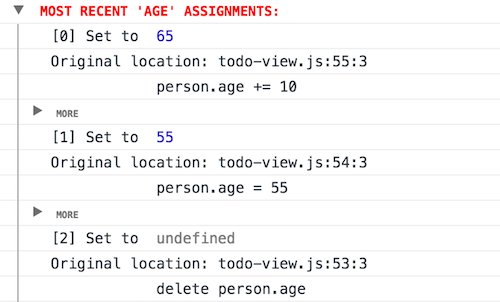 MOST RECENT 'AGE' ASSIGNMENTS:
[0] Set to 65
Original location: todo-view.js:55:3
person.age += 10
MORE
[1] Set to 55
Original location: todo-view.js:54:3
person.age = 55
MORE
[2] Set to undefined
Original location: todo-view.js:53:3
delete person.age